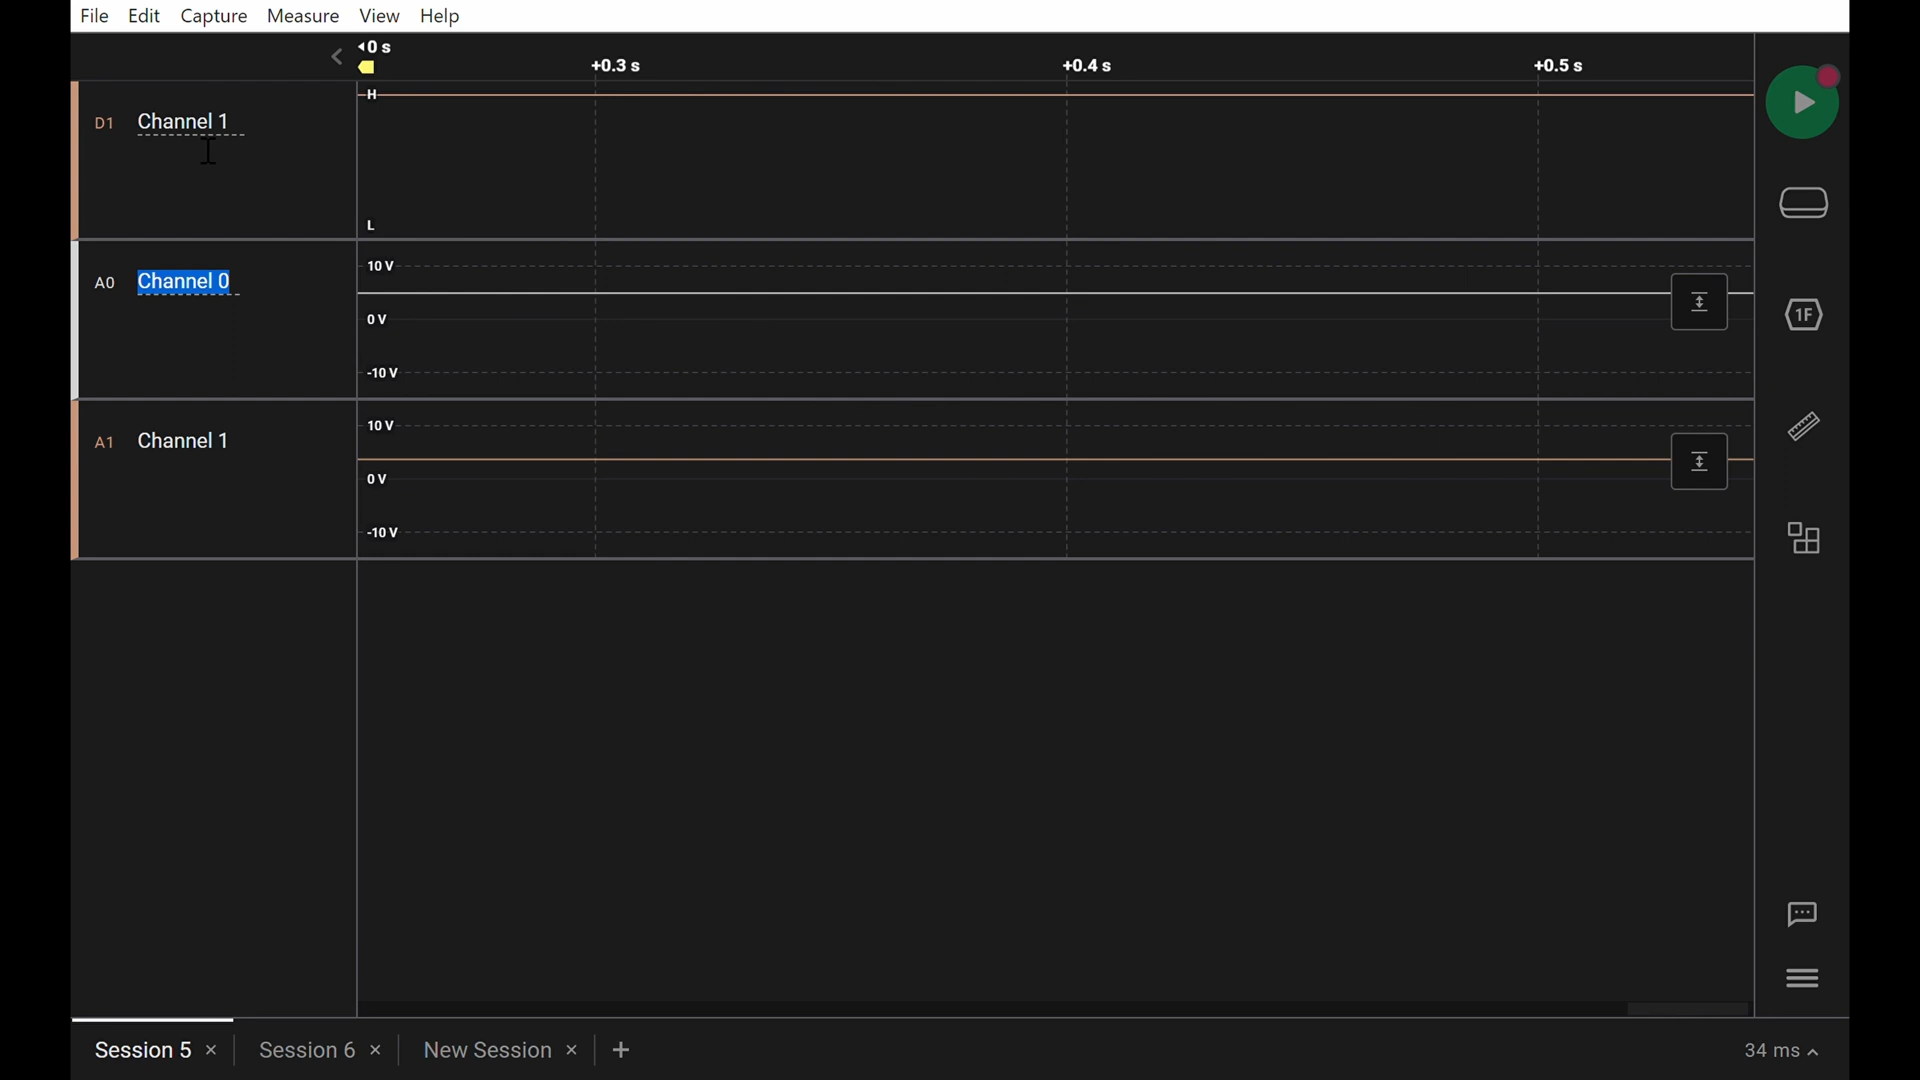 File Edit Capture Measure View Help
0 s
+0.3 s +0.4 s +0.5 s
D1 Channel 1
H
L
A0 Channel 0
10 V
0 V
-10 V
1F
A1 Channel 1
10 V
0 V
-10 V
Session 5 × Session 6 × New Session × +
34 ms